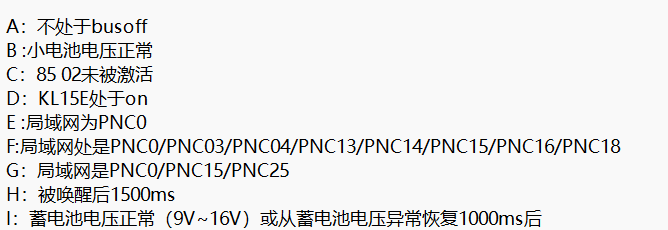 A：不处于busoff
B :小电池电压正常
C：85 02未被激活
D：KL15E处于on
E :局域网为PNC0
F:局域网处是PNC0/PNC03/PNC04/PNC13/PNC14/PNC15/PNC16/PNC18
G：局域网是PNC0/PNC15/PNC25
H：被唤醒后1500ms
I：蓄电池电压正常（9V~16V）或从蓄电池电压异常恢复1000ms后